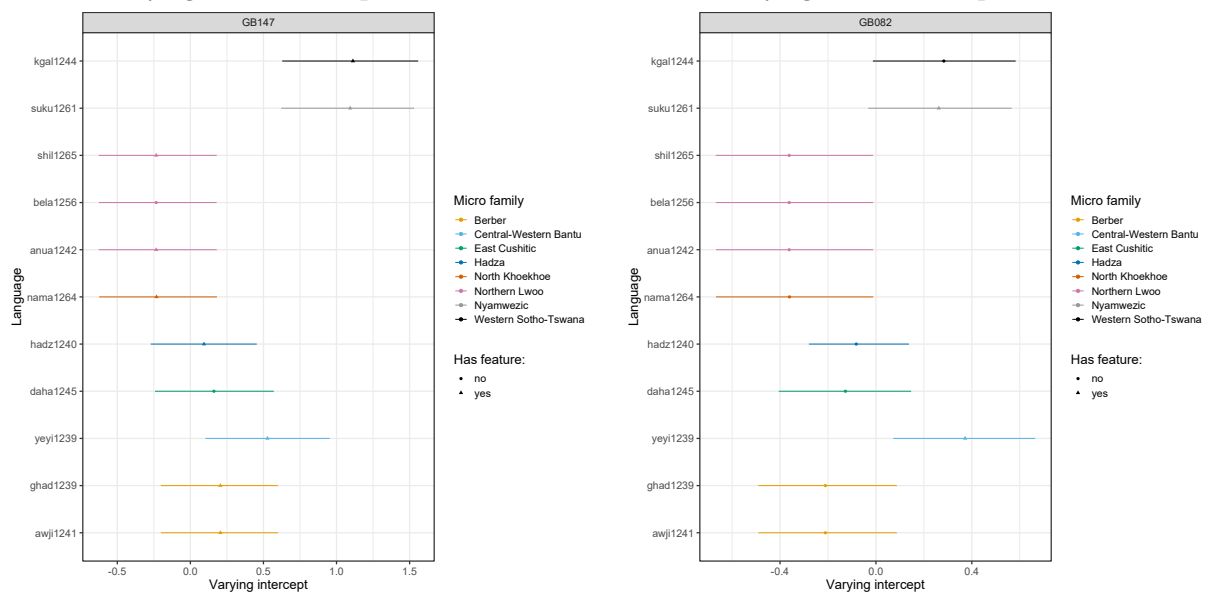 GB147
kgal1244
suku1261
shil1265
bela1256
anua1242
nama1264
hadz1240
daha1245
yeyi1239
ghad1239
awji1241
Language
-0.5 0.0 0.5 1.0 1.5
Varying intercept
Micro family
Berber
Central-Western Bantu
East Cushitic
Hadza
North Khoekhoe
Northern Lwoo
Nyamwezic
Western Sotho-Tswana
Has feature:
no
yes
GB082
kgal1244
suku1261
shil1265
bela1256
anua1242
nama1264
hadz1240
daha1245
yeyi1239
ghad1239
awji1241
Language
-0.4 0.0 0.4
Varying intercept
Micro family
Berber
Central-Western Bantu
East Cushitic
Hadza
North Khoekhoe
Northern Lwoo
Nyamwezic
Western Sotho-Tswana
Has feature:
no
yes